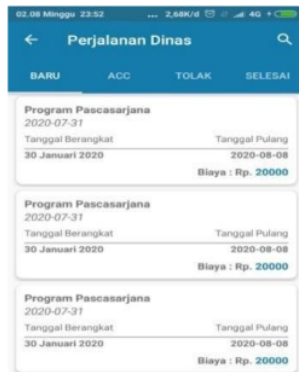 02.08 Minggu 23:52 ... 2,68K/d 4G
Perjalanan Dinas
BARU ACC TOLAK SELESAI
Program Pascasarjana
2020-07-31
Tanggal Berangkat Tanggal Pulang
30 Januari 2020 2020-08-08
Biaya : Rp. 20000
Program Pascasarjana
2020-07-31
Tanggal Berangkat Tanggal Pulang
30 Januari 2020 2020-08-08
Biaya : Rp. 20000
Program Pascasarjana
2020-07-31
Tanggal Berangkat Tanggal Pulang
30 Januari 2020 2020-08-08
Biaya : Rp. 20000